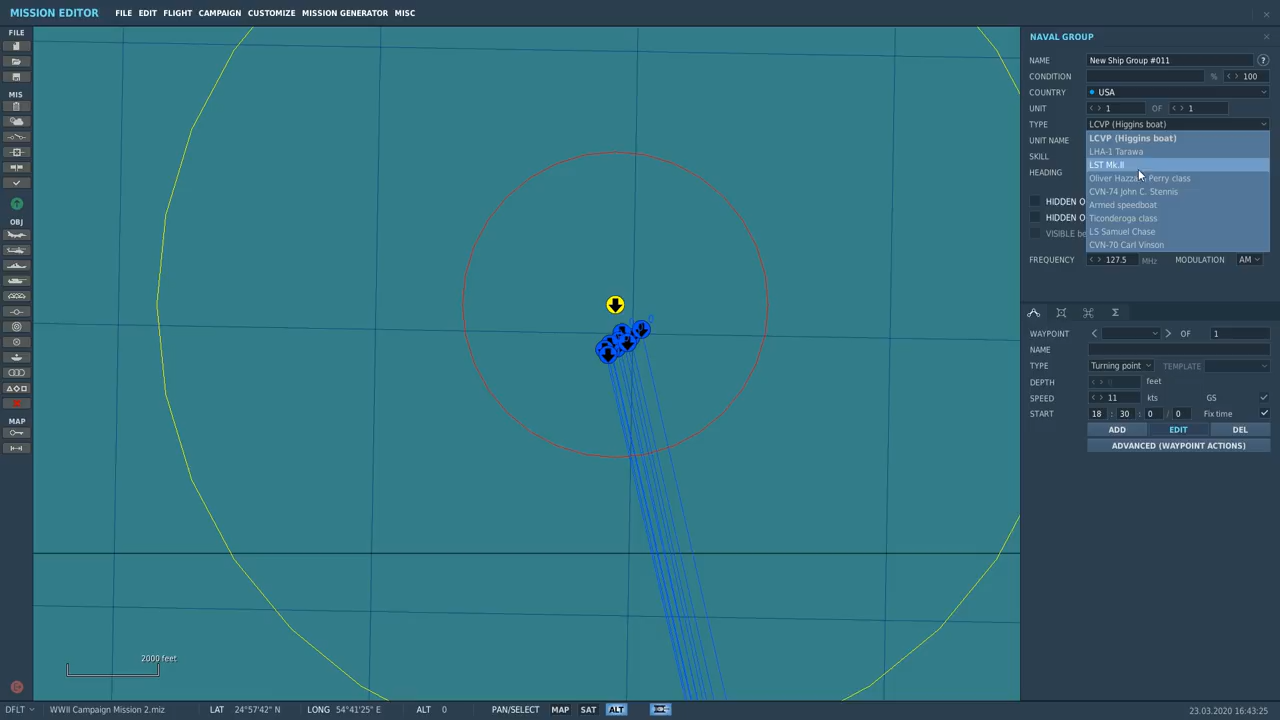 MISSION EDITOR FILE EDIT FLIGHT CAMPAIGN CUSTOMIZE MISSION GENERATOR MISC
FILE
MIS
OBJ
MAP
6
2000 feet
NAVAL GROUP
NAME New Ship Group #011 ?
CONDITION % < > 100
COUNTRY USA
UNIT < > 1 OF < > 1
TYPE LCVP (Higgins boat)
LCVP (Higgins boat)
UNIT NAME
LHA-1 Tarawa
SKILL
LST Mk.II
HEADING
Oliver Hazzard Perry class
CVN-74 John C. Stennis
HIDDEN O
Armed speedboat
HIDDEN O
Ticonderoga class
VISIBLE be
LS Samuel Chase
CVN-70 Carl Vinson
FREQUENCY < > 127.5 MHz MODULATION AM
WAYPOINT < > OF 1
NAME
TYPE Turning point TEMPLATE
DEPTH < > feet
SPEED < > 11 kts GS
START 18 : 30 : 0 / 0 Fix time
ADD EDIT DEL
ADVANCED (WAYPOINT ACTIONS)
DFLT WWII Campaign Mission 2.miz LAT 24°57'42" N LONG 54°41'25" E ALT 0 PAN/SELECT MAP SAT ALT 23.03.2020 16:43:25